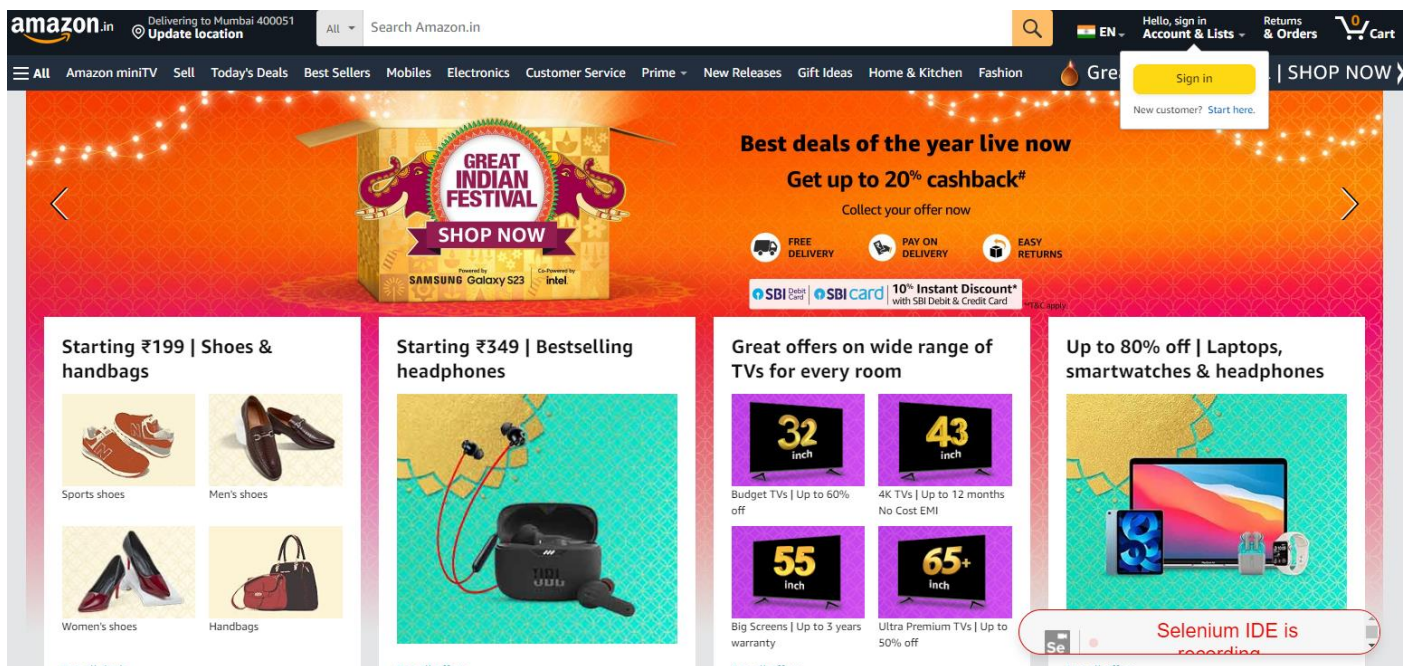 amazon.in
Delivering to Mumbai 400051
Update location
All
Search Amazon.in
EN
Hello, sign in
Account & Lists
Returns
& Orders
0
Cart
All
Amazon miniTV
Sell
Today's Deals
Best Sellers
Mobiles
Electronics
Customer Service
Prime
New Releases
Gift Ideas
Home & Kitchen
Fashion
| SHOP NOW
Sign in
New customer? Start here.
GREAT
INDIAN
FESTIVAL
SHOP NOW
Powered by
SAMSUNG Galaxy S23
Co-Powered by
intel
Best deals of the year live now
Get up to 20% cashback#
Collect your offer now
FREE
DELIVERY
PAY ON
DELIVERY
EASY
RETURNS
SBI Debit Card
SBI card
10% Instant Discount*
with SBI Debit & Credit Card
*T&C apply
Starting ₹199 | Shoes &
handbags
Sports shoes
Men's shoes
Women's shoes
Handbags
Starting ₹349 | Bestselling
headphones
JBL
Great offers on wide range of
TVs for every room
32
inch
43
inch
Budget TVs | Up to 60%
off
4K TVs | Up to 12 months
No Cost EMI
55
inch
65+
inch
Big Screens | Up to 3 years
warranty
Ultra Premium TVs | Up to
50% off
Up to 80% off | Laptops,
smartwatches & headphones
Se
Selenium IDE is
recording